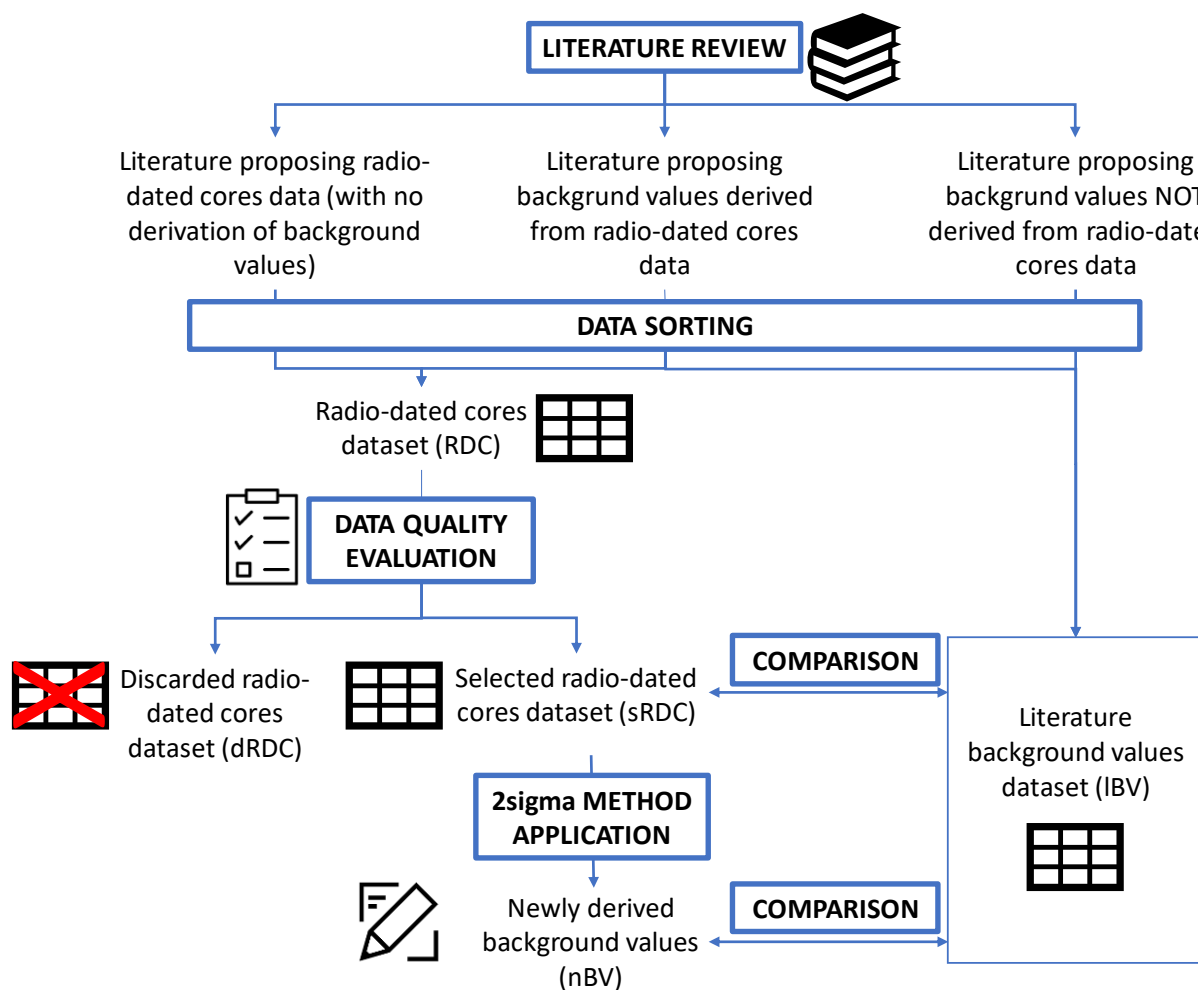 LITERATURE REVIEW
Literature proposing radio-
dated cores data (with no
derivation of background
values)
Literature proposing
backgrund values derived
from radio-dated cores
data
Literature proposing
backgrund values NOT
derived from radio-date
cores data
DATA SORTING
Radio-dated cores
dataset (RDC)
DATA QUALITY
EVALUATION
Discarded radio-
dated cores
dataset (dRDC)
Selected radio-dated
cores dataset (sRDC)
COMPARISON
Literature
background values
dataset (lBV)
2sigma METHOD
APPLICATION
Newly derived
background values
(nBV)
COMPARISON